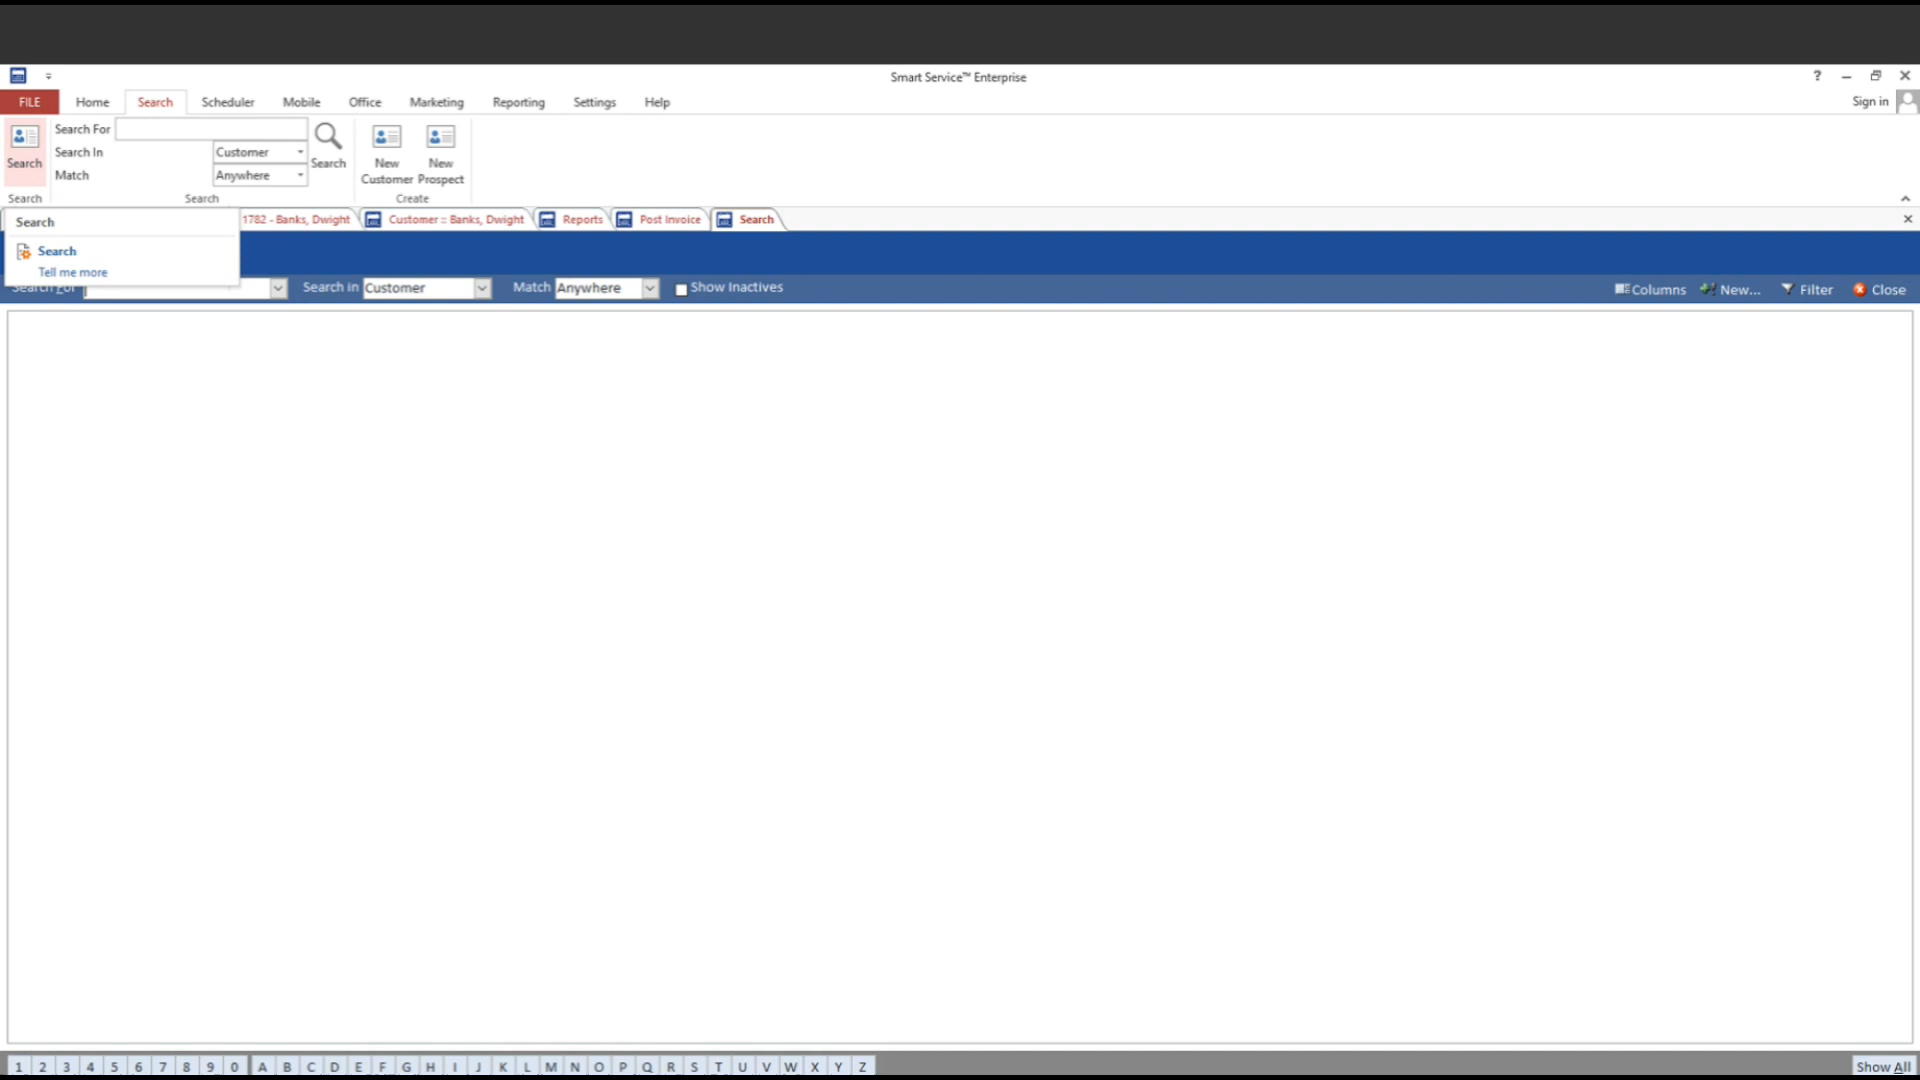 Smart Service™ Enterprise
?
FILE Home Search Scheduler Mobile Office Marketing Reporting Settings Help
Sign in
Search For
Search In Customer
Match Anywhere
Search
Search
New Customer
New Prospect
Search
Search
Create
1782 - Banks, Dwight
Customer :: Banks, Dwight
Reports
Post Invoice
Search
Search
Search
Tell me more
Search For
Search in Customer
Match Anywhere
Show Inactives
Columns
New...
Filter
Close
1 2 3 4 5 6 7 8 9 0 A B C D E F G H I J K L M N O P Q R S T U V W X Y Z
Show All